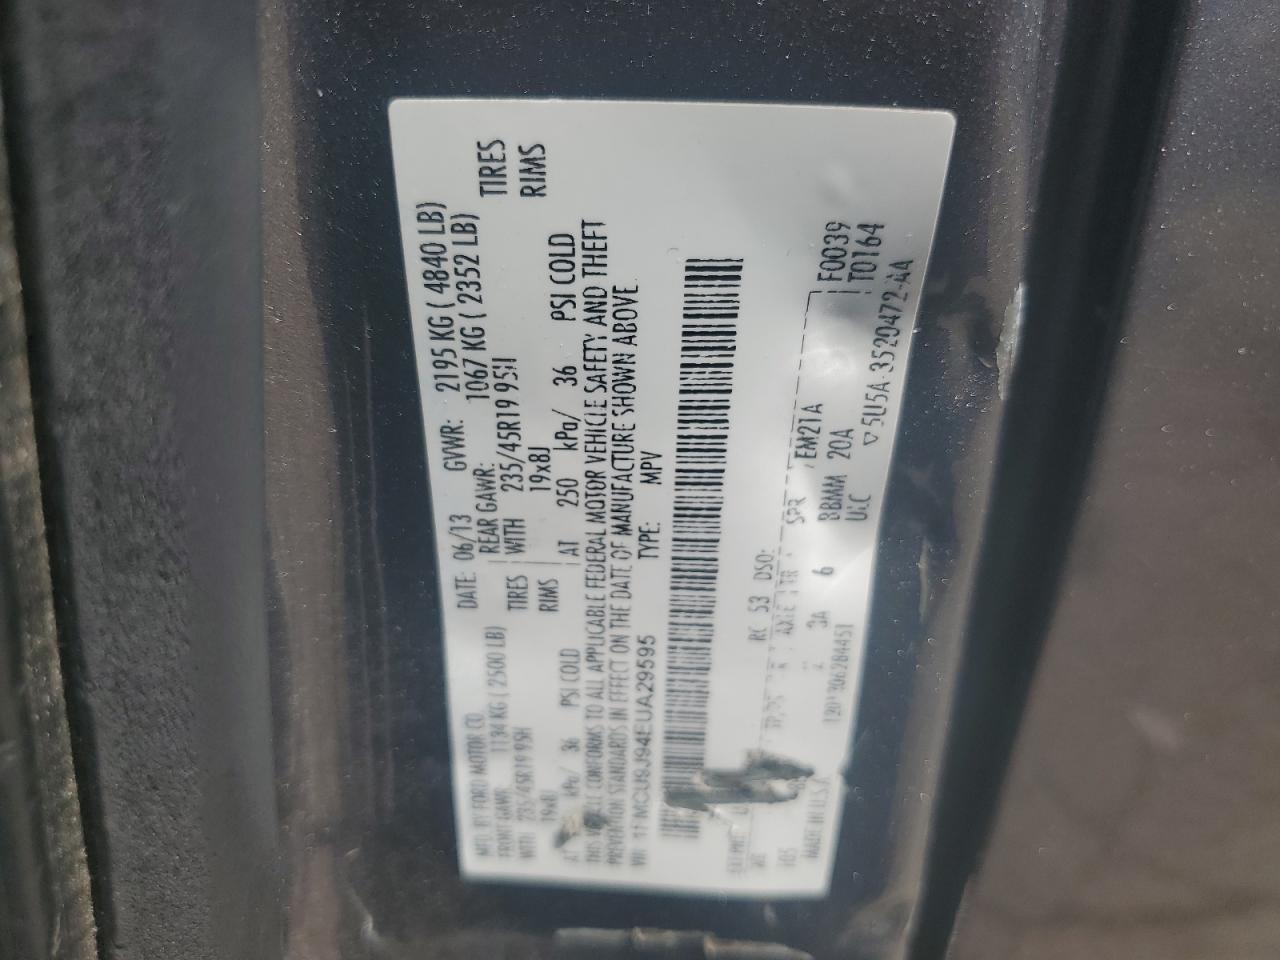 MFD. BY FORD MOTOR CO. DATE: 06/13 GVWR: 2195 KG ( 4840 LB)
FRONT GAWR: 1134 KG ( 2500 LB) REAR GAWR: 1067 KG ( 2352 LB)
WITH 235/45R19 95H TIRES WITH 235/45R19 95H TIRES
19x8J RIMS 19x8J RIMS
AT kPa/ 36 PSI COLD AT 250 kPa/ 36 PSI COLD
THIS VEHICLE CONFORMS TO ALL APPLICABLE FEDERAL MOTOR VEHICLE SAFETY AND THEFT
PREVENTION STANDARDS IN EFFECT ON THE DATE OF MANUFACTURE SHOWN ABOVE.
TYPE: MPV
RC 53 DSO:
AXLE TR SPR EM21A F0039
6 BBMM 20A T0164
MADE IN U.S.A. UIC
▽5U5A-3520472-AA